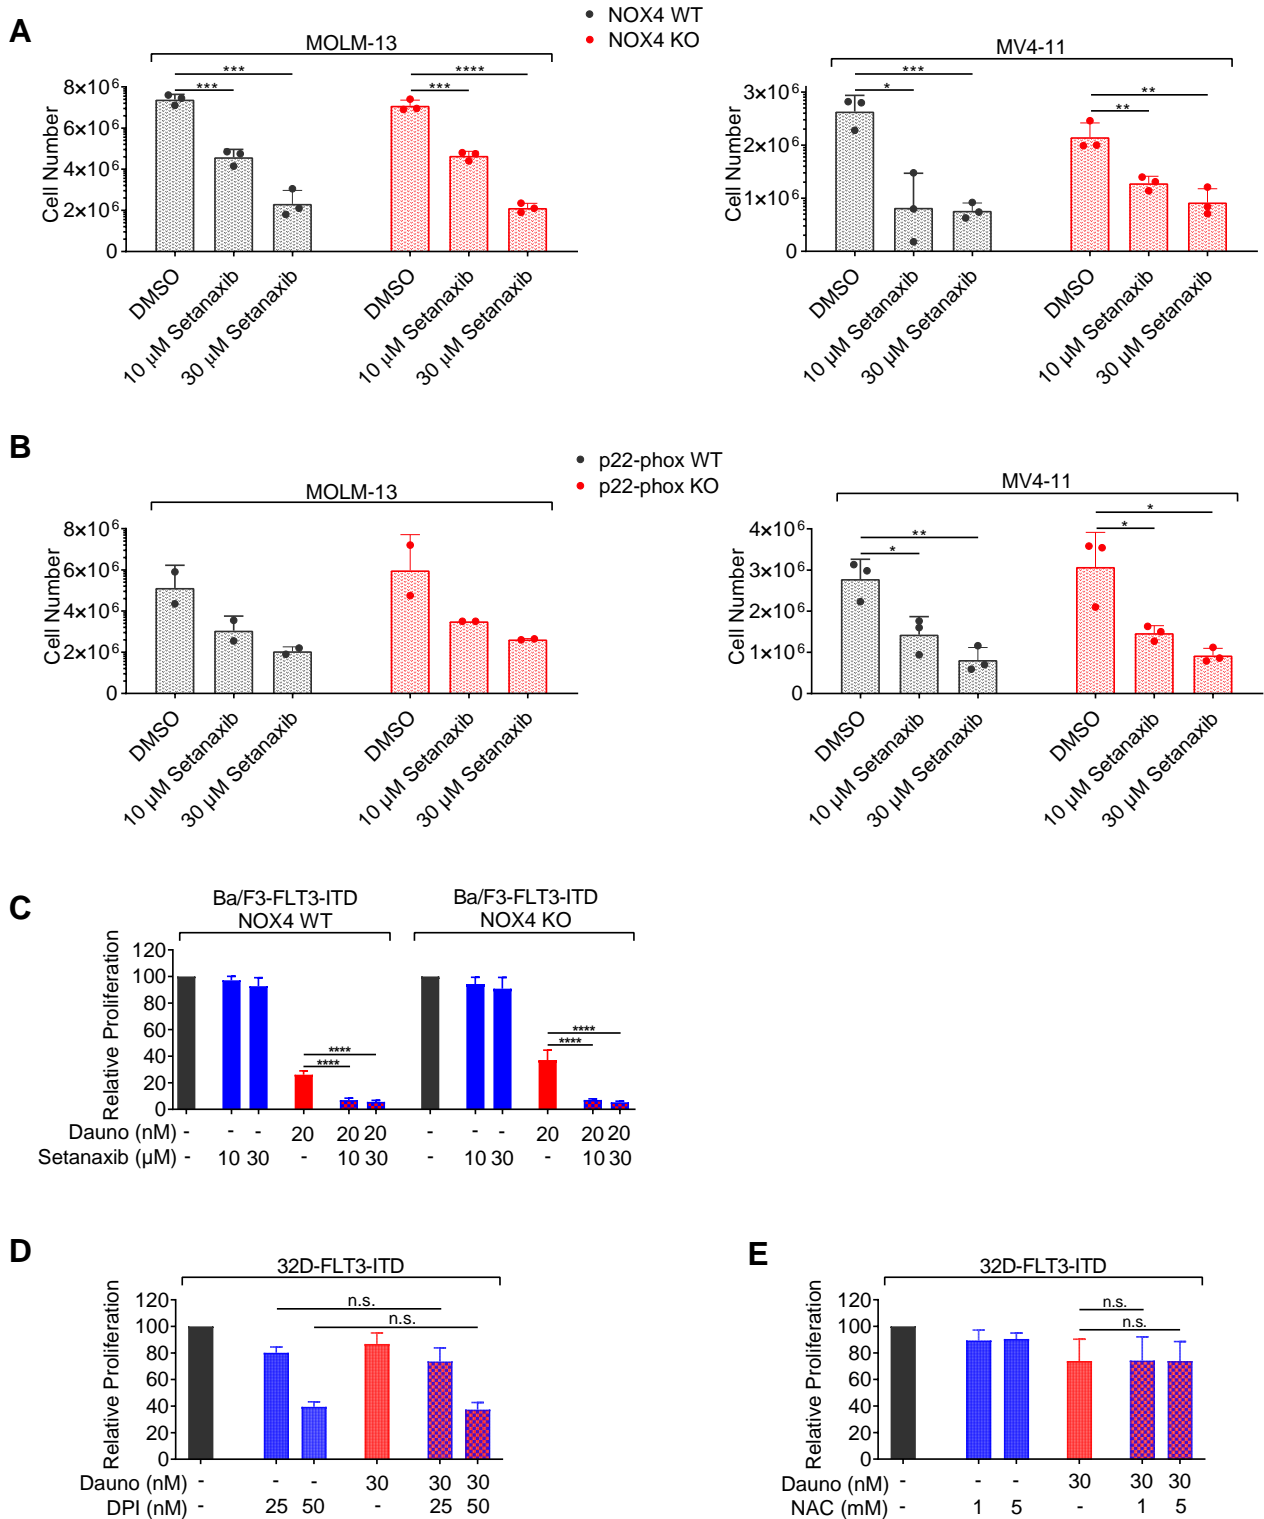 A
NOX4 WT
NOX4 KO
MOLM-13
*** ****
*** ***
8×10⁶
6×10⁶
4×10⁶
2×10⁶
0
Cell Number
DMSO
10 µM Setanaxib
30 µM Setanaxib
DMSO
10 µM Setanaxib
30 µM Setanaxib
MV4-11
*** **
* **
3×10⁶
2×10⁶
1×10⁶
0
Cell Number
DMSO
10 µM Setanaxib
30 µM Setanaxib
DMSO
10 µM Setanaxib
30 µM Setanaxib
B
p22-phox WT
p22-phox KO
MOLM-13
8×10⁶
6×10⁶
4×10⁶
2×10⁶
0
Cell Number
DMSO
10 µM Setanaxib
30 µM Setanaxib
DMSO
10 µM Setanaxib
30 µM Setanaxib
MV4-11
** *
* *
4×10⁶
3×10⁶
2×10⁶
1×10⁶
0
Cell Number
DMSO
10 µM Setanaxib
30 µM Setanaxib
DMSO
10 µM Setanaxib
30 µM Setanaxib
C
Ba/F3-FLT3-ITD
NOX4 WT
Ba/F3-FLT3-ITD
NOX4 KO
120
100
80
60
40
20
0
Relative Proliferation
**** ****
**** ****
Dauno (nM) - - - 20 20 20 - - - 20 20 20
Setanaxib (µM) - 10 30 - 10 30 - 10 30 - 10 30
D
32D-FLT3-ITD
120
100
80
60
40
20
0
Relative Proliferation
n.s.
n.s.
Dauno (nM) - - - 30 30 30
DPI (nM) - 25 50 - 25 50
E
32D-FLT3-ITD
120
100
80
60
40
20
0
Relative Proliferation
n.s.
n.s.
Dauno (nM) - - - 30 30 30
NAC (mM) - 1 5 - 1 5